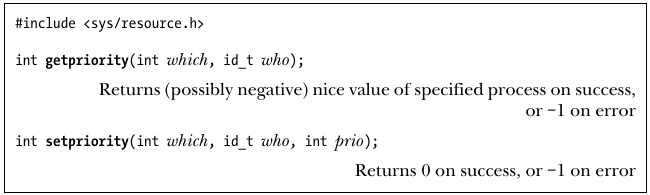 #include <sys/resource.h>
int getpriority(int which, id_t who);
Returns (possibly negative) nice value of specified process on success,
or −1 on error
int setpriority(int which, id_t who, int prio);
Returns 0 on success, or −1 on error